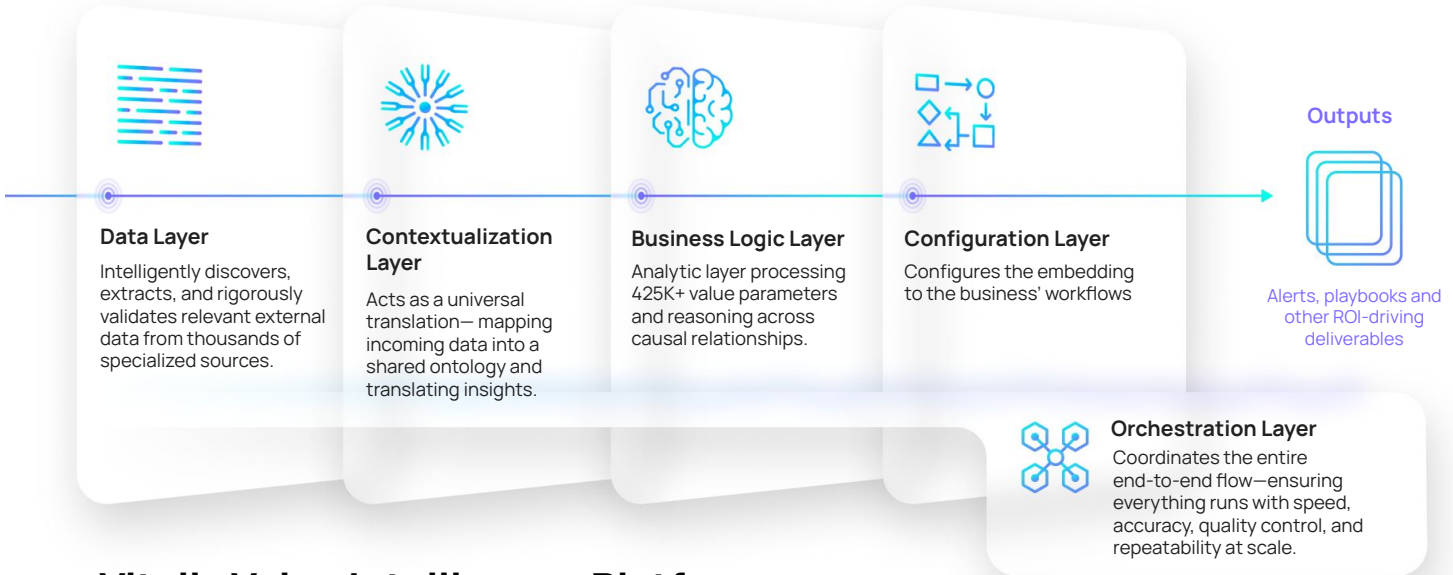 Data Layer
Intelligently discovers,
extracts, and rigorously
validates relevant external
data from thousands of
specialized sources.
Contextualization
Layer
Acts as a universal
translation— mapping
incoming data into a
shared ontology and
translating insights.
Business Logic Layer
Analytic layer processing
425K+ value parameters
and reasoning across
causal relationships.
Configuration Layer
Configures the embedding
to the business’ workflows
Outputs
Alerts, playbooks and
other ROI-driving
deliverables
Orchestration Layer
Coordinates the entire
end-to-end flow—ensuring
everything runs with speed,
accuracy, quality control, and
repeatability at scale.